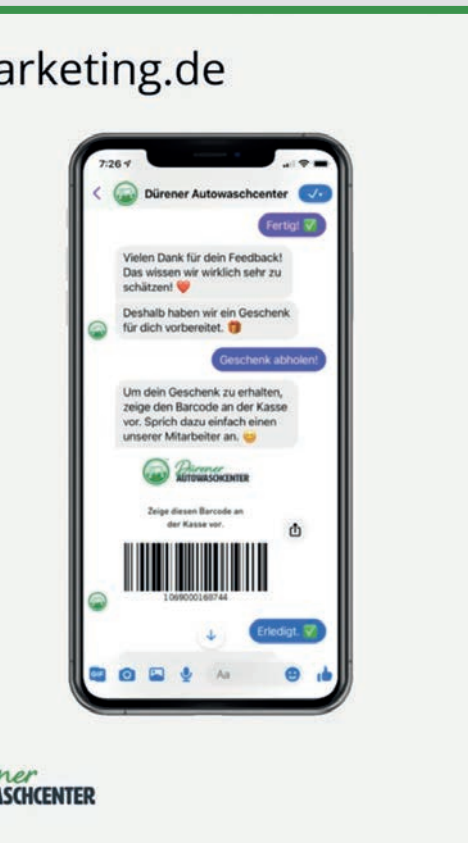 arketing.de
7:26
Dürener Autowaschcenter
Fertig! ✅
Vielen Dank für dein Feedback!
Das wissen wir wirklich sehr zu
schätzen! ❤️
Deshalb haben wir ein Geschenk
für dich vorbereitet. 🎁
Geschenk abholen!
Um dein Geschenk zu erhalten,
zeige den Barcode an der Kasse
vor. Sprich dazu einfach einen
unserer Mitarbeiter an. 😊
Dürener
AUTOWASCHCENTER
Zeige diesen Barcode an
der Kasse vor.
1069000168744
Erledigt. ✅
GIF
Aa
ner
ASCHCENTER